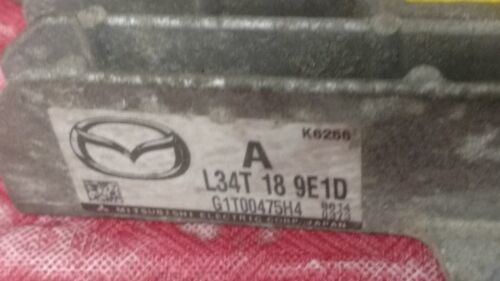 K6266
A
L34T 18 9E1D
G1T00475H4
MITSUBISHI ELECTRIC CORP. JAPAN